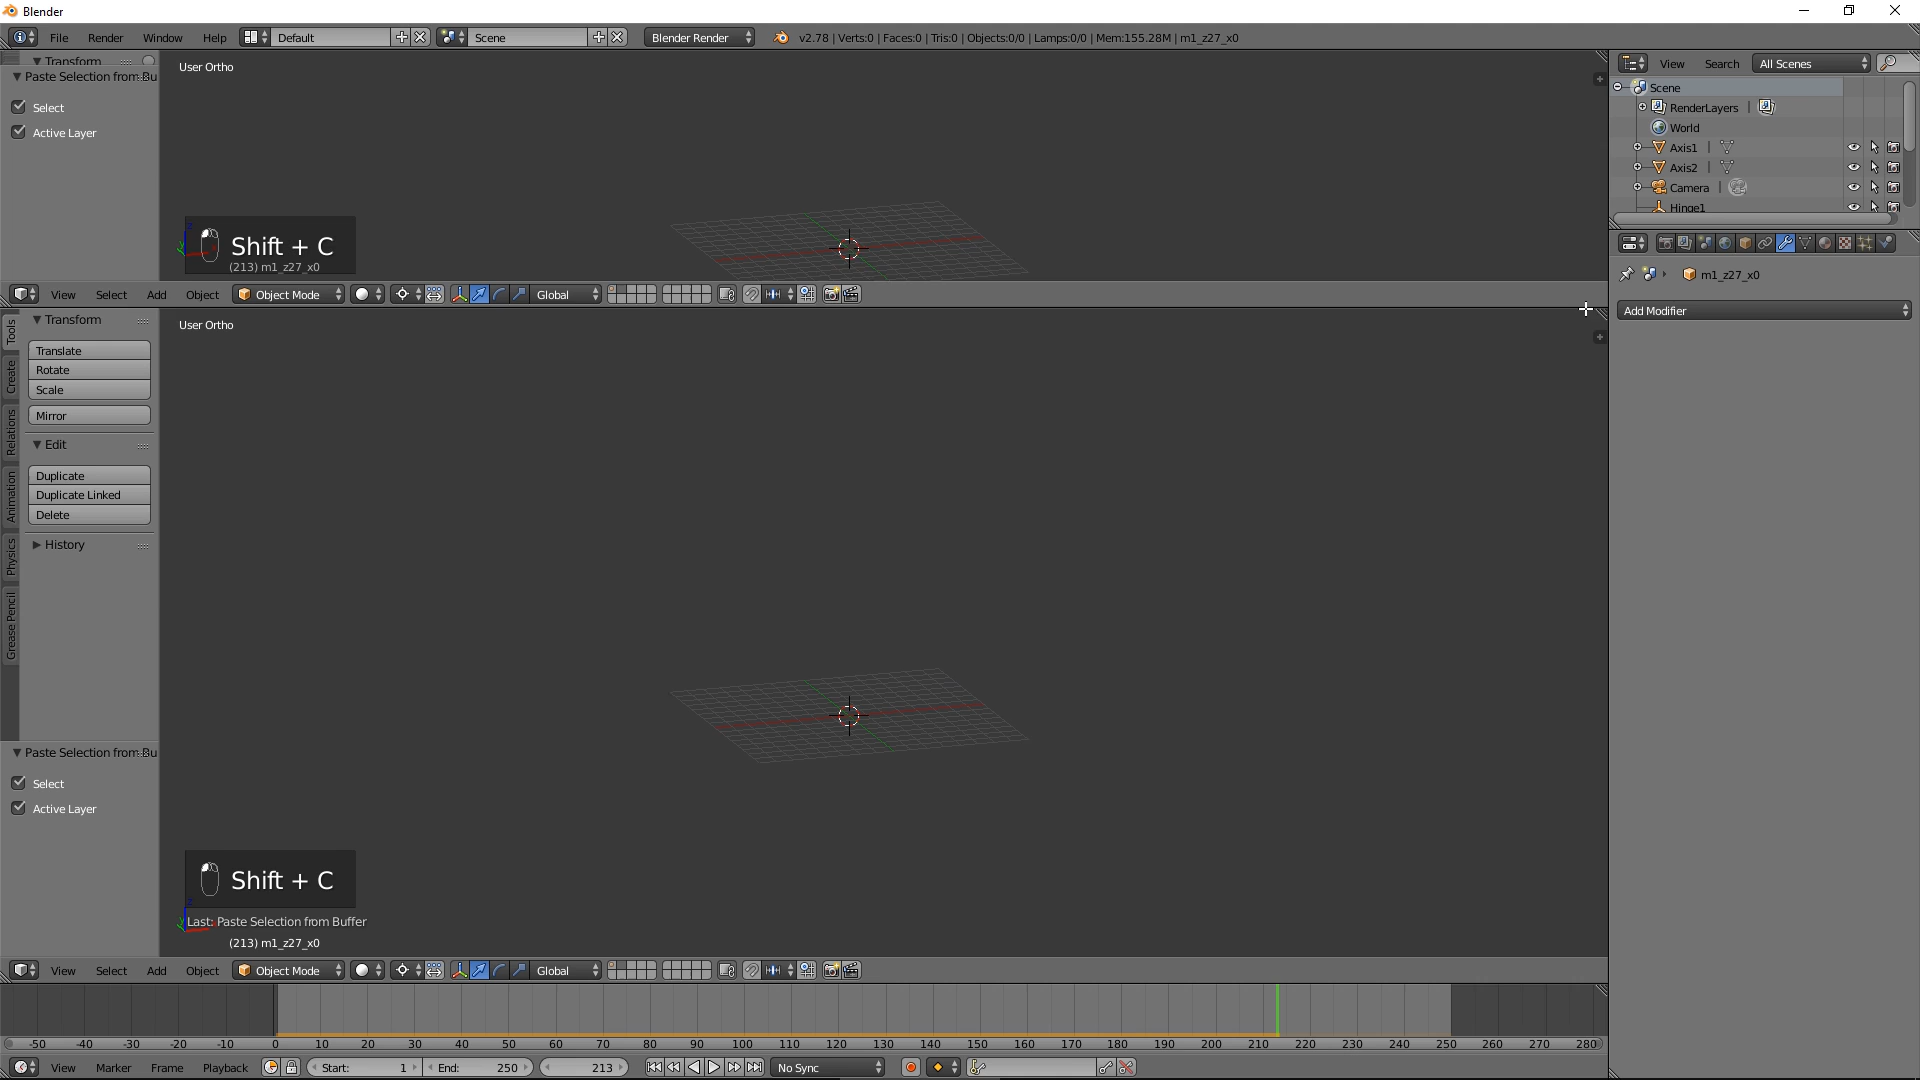 Blender
File Render Window Help Default Scene Blender Render v2.78 | Verts:0 | Faces:0 | Tris:0 | Objects:0/0 | Lamps:0/0 | Mem:155.28M | m1_z27_x0
Transform
Paste Selection from Bu
Select
Active Layer
User Ortho
Shift + C
(213) m1_z27_x0
View Select Add Object Object Mode Global
View Search All Scenes
Scene
RenderLayers |
World
Axis1 |
Axis2 |
Camera |
Hinge1
m1_z27_x0
Add Modifier
Tools
Create
Relations
Animation
Physics
Grease Pencil
Transform
Translate
Rotate
Scale
Mirror
Edit
Duplicate
Duplicate Linked
Delete
History
Paste Selection from Bu
Select
Active Layer
User Ortho
Shift + C
Last: Paste Selection from Buffer
(213) m1_z27_x0
View Select Add Object Object Mode Global
-50 -40 -30 -20 -10 0 10 20 30 40 50 60 70 80 90 100 110 120 130 140 150 160 170 180 190 200 210 220 230 240 250 260 270 280
View Marker Frame Playback Start: 1 End: 250 213 No Sync